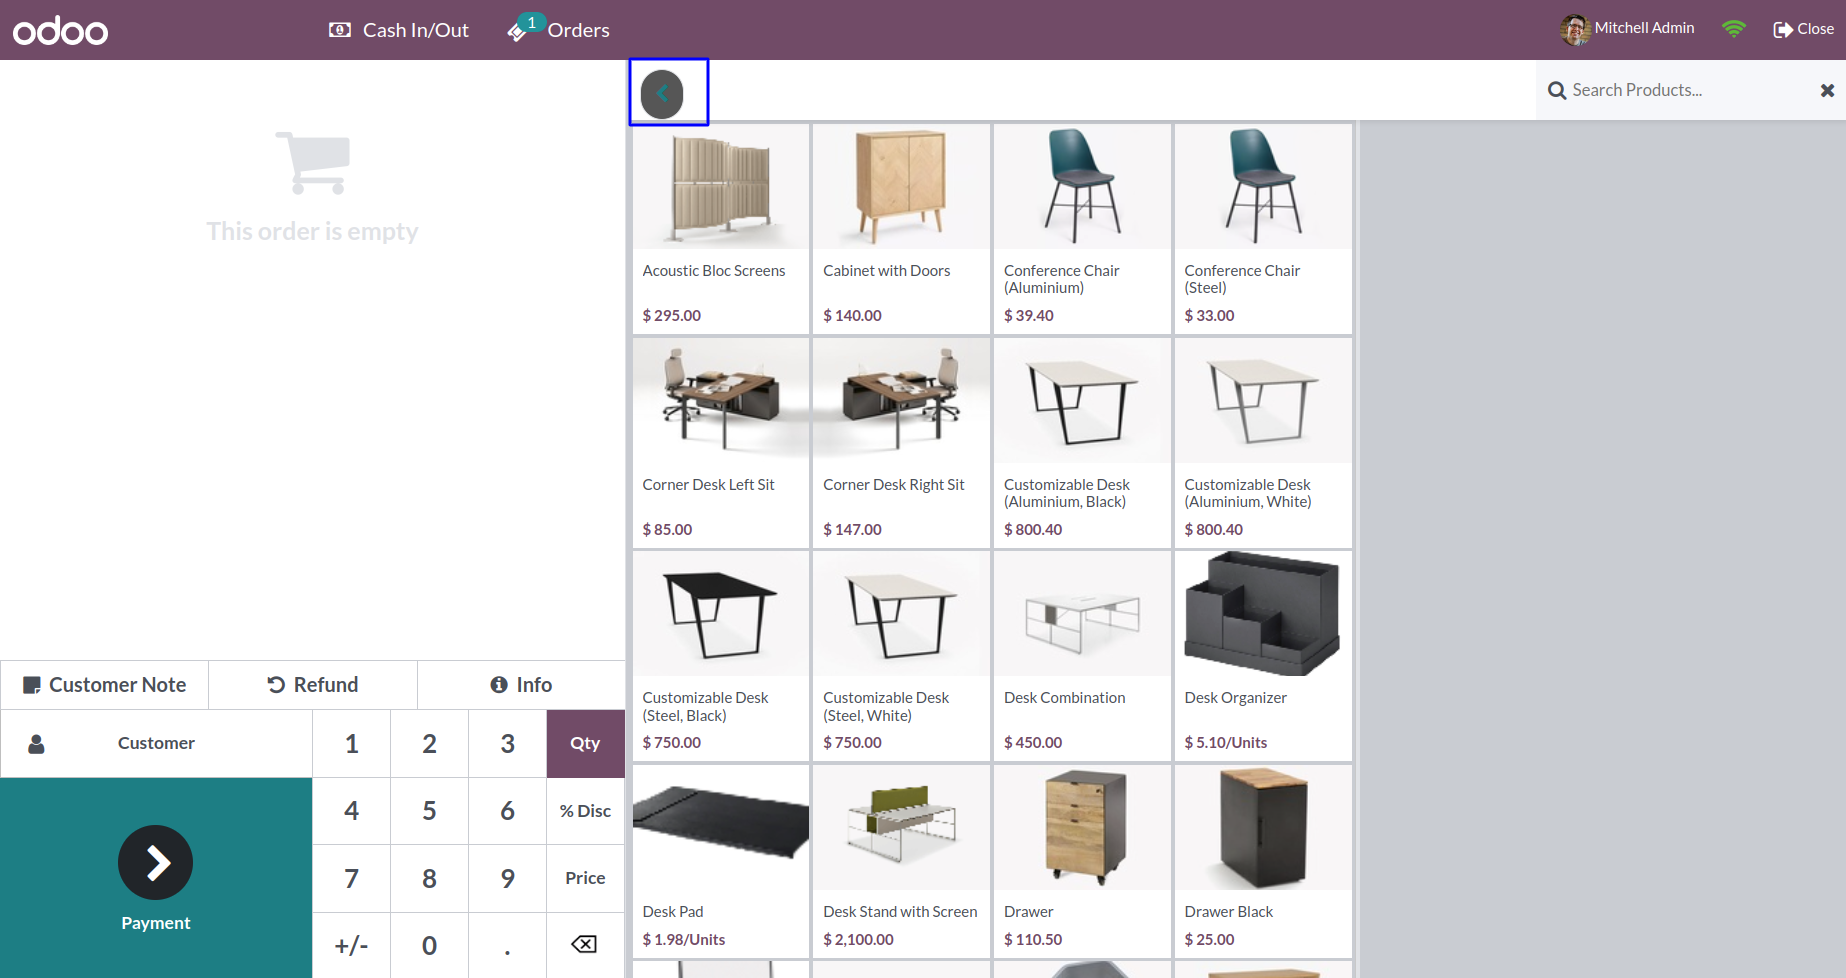 odoo
Cash In/Out
1
Orders
Mitchell Admin
Close
Search Products...
This order is empty
Acoustic Bloc Screens
$ 295.00
Cabinet with Doors
$ 140.00
Conference Chair
(Aluminium)
$ 39.40
Conference Chair
(Steel)
$ 33.00
Corner Desk Left Sit
$ 85.00
Corner Desk Right Sit
$ 147.00
Customizable Desk
(Aluminium, Black)
$ 800.40
Customizable Desk
(Aluminium, White)
$ 800.40
Customizable Desk
(Steel, Black)
$ 750.00
Customizable Desk
(Steel, White)
$ 750.00
Desk Combination
$ 450.00
Desk Organizer
$ 5.10/Units
Desk Pad
$ 1.98/Units
Desk Stand with Screen
$ 2,100.00
Drawer
$ 110.50
Drawer Black
$ 25.00
Customer Note
Refund
Info
Customer
1
2
3
Qty
4
5
6
% Disc
7
8
9
Price
+/-
0
.
Payment